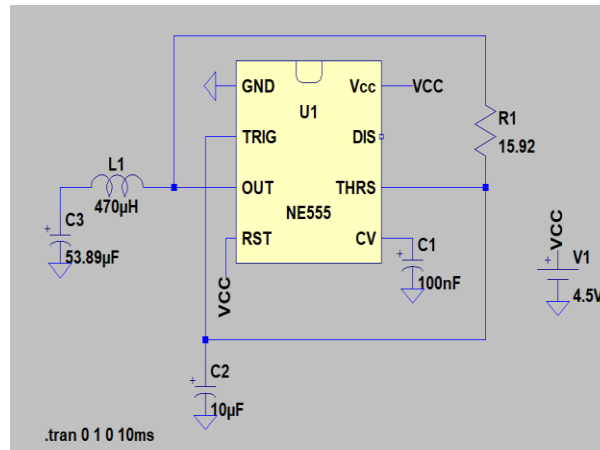 GND
Vcc
VCC
U1
R1
15.92
TRIG
DIS
L1
470µH
OUT
THRS
C3
53.89µF
NE555
RST
CV
C1
100nF
VCC
VCC
V1
4.5V
C2
10µF
.tran 0 1 0 10ms